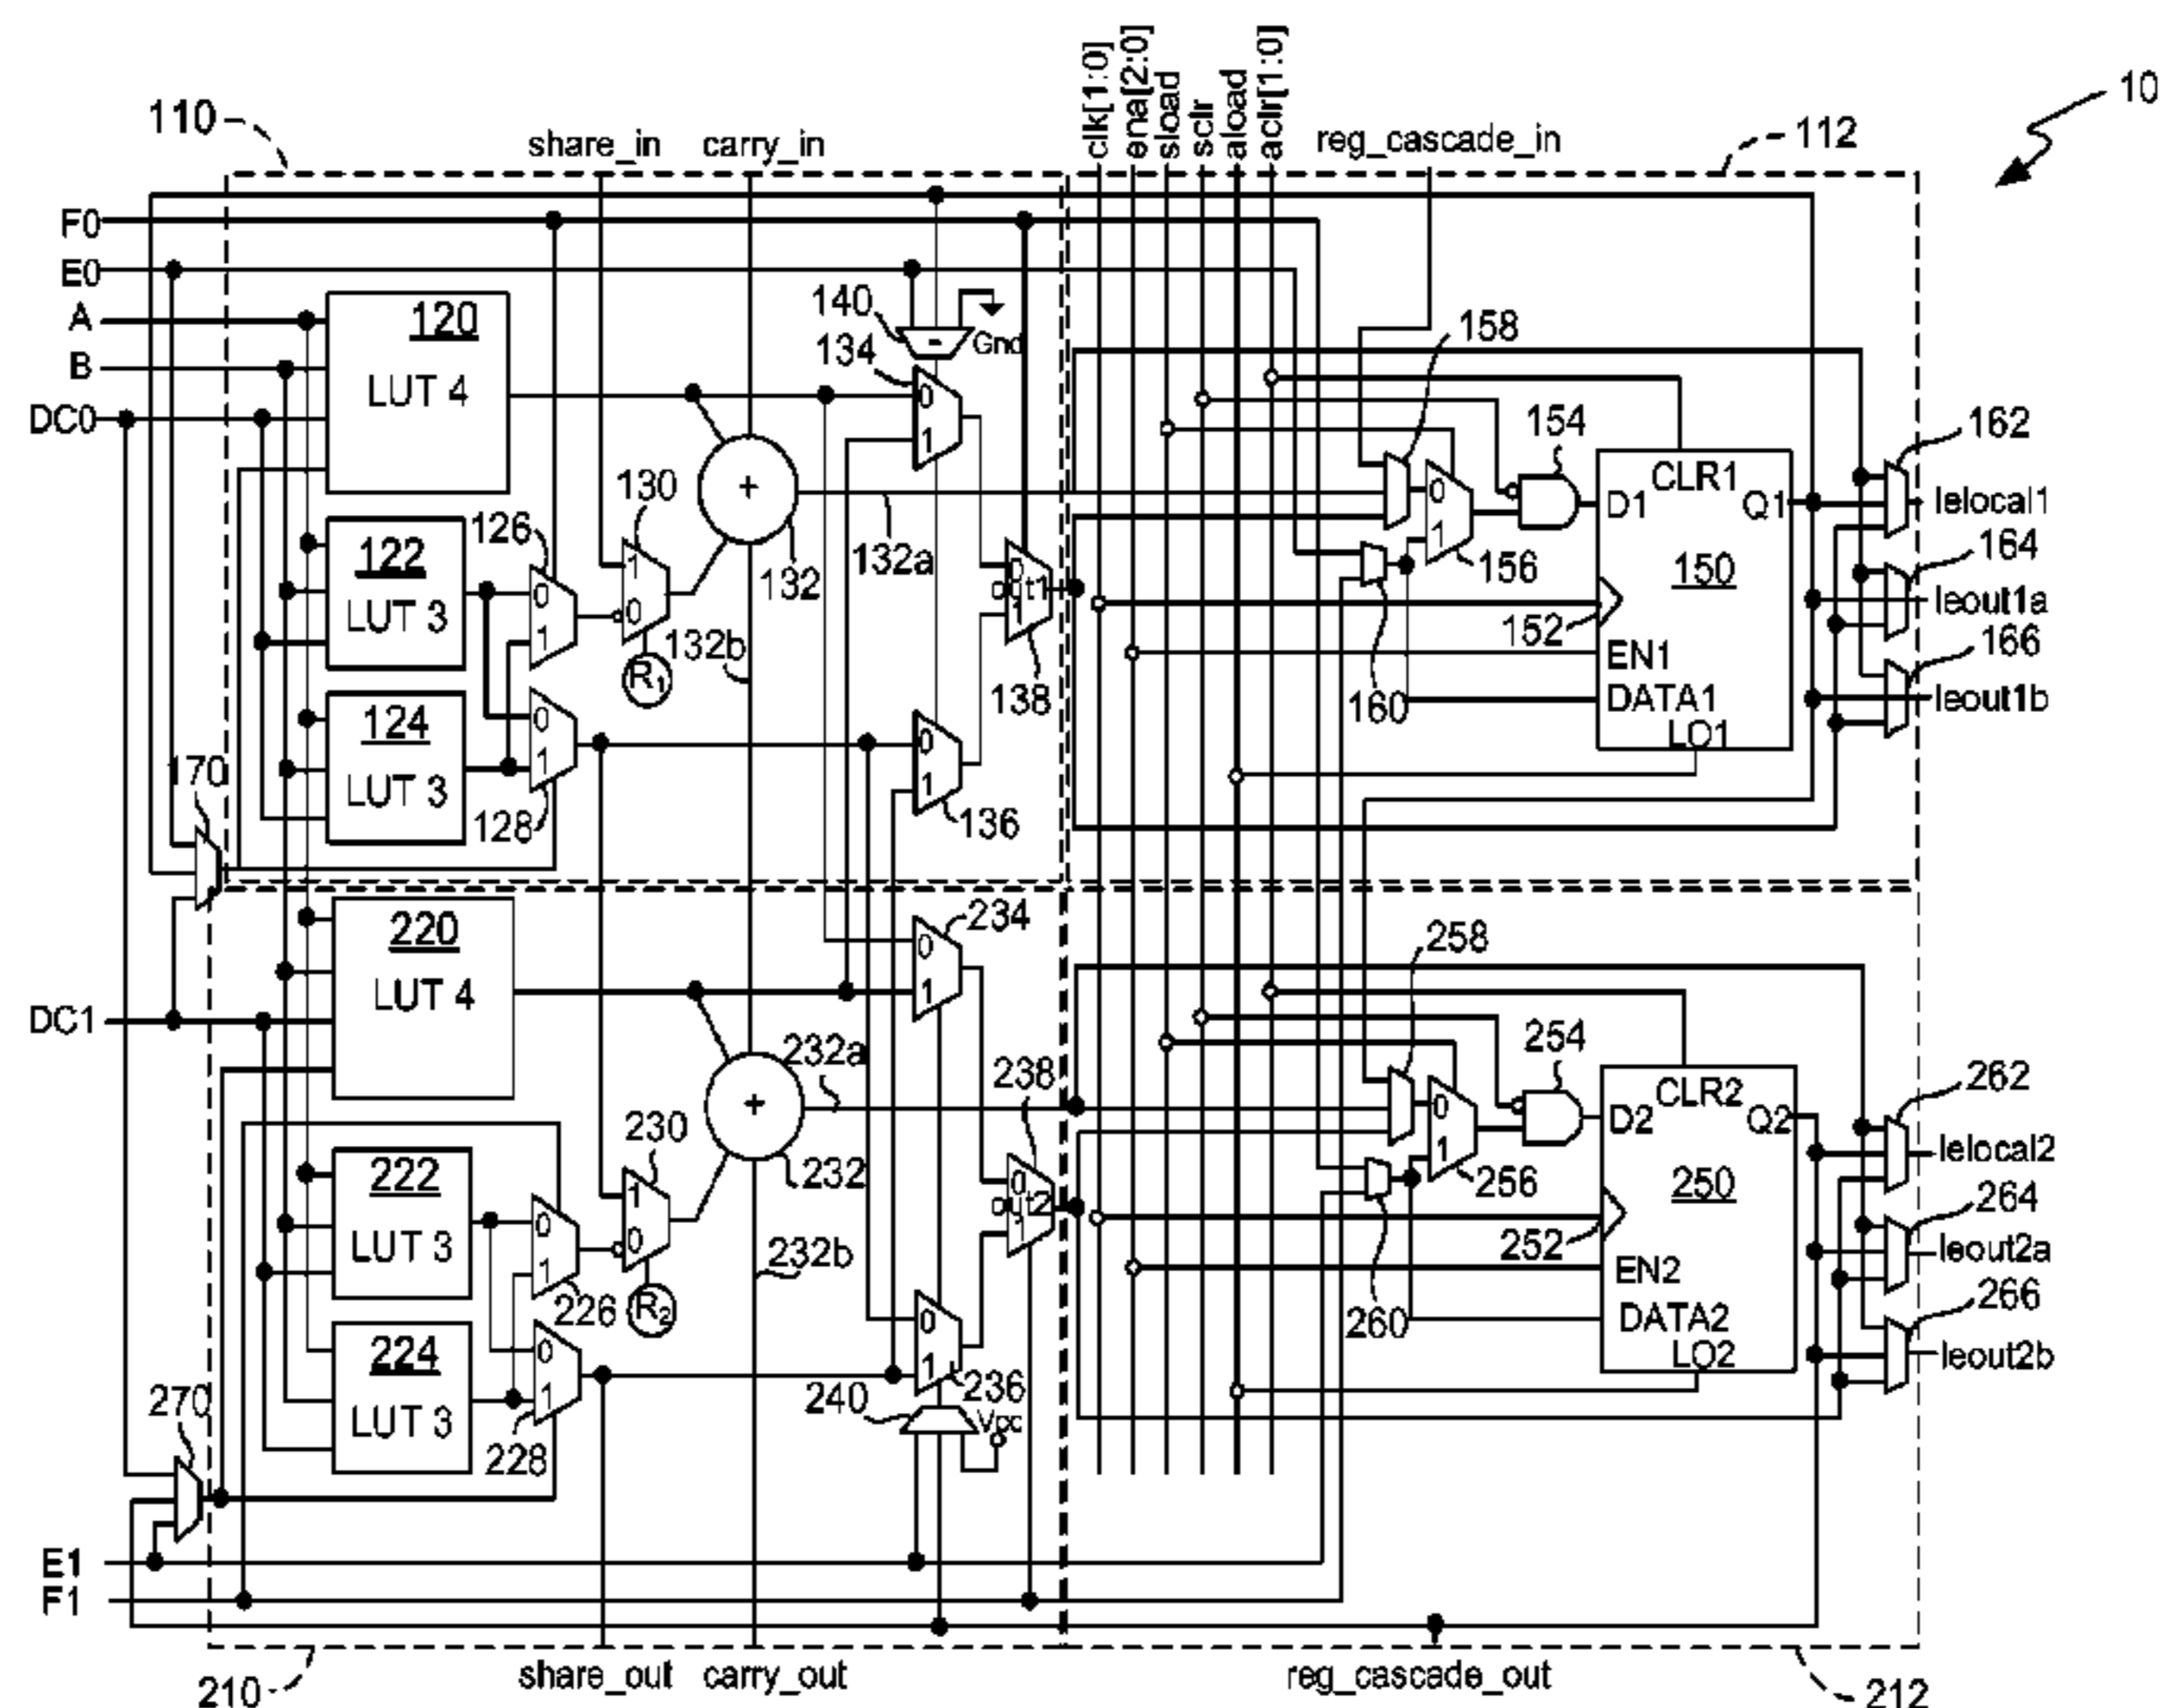 clk[1:0]
ena[2:0]
sload
sclr
aload
aclr[1:0]
10
110
share_in
carry_in
reg_cascade_in
112
F0
E0
A
B
DC0
120
LUT 4
140
Gnd
134
0
1
158
154
162
130
+
0
1
CLR1
D1
Q1
lelocal1
122
LUT 3
126
0
1
1
0
132
132a
156
150
164
0
out1
1
160
152
leout1a
132b
R1
138
EN1
166
124
LUT 3
0
1
0
1
DATA1
LO1
leout1b
170
128
136
220
LUT 4
234
0
1
258
254
DC1
+
232a
238
0
1
CLR2
D2
Q2
262
lelocal2
222
LUT 3
0
1
226
230
1
0
232
0
out2
1
256
250
264
252
leout2a
R2
232b
EN2
266
260
224
LUT 3
0
1
0
1
236
DATA2
LO2
leout2b
270
228
240
Vcc
E1
F1
210
share_out
carry_out
reg_cascade_out
212